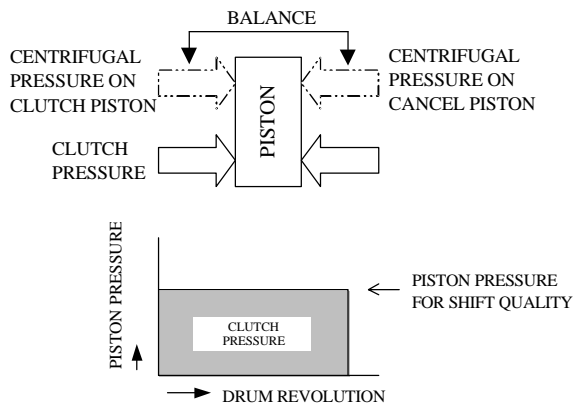 BALANCE
CENTRIFUGAL
PRESSURE ON
CLUTCH PISTON
CENTRIFUGAL
PRESSURE ON
CANCEL PISTON
PISTON
CLUTCH
PRESSURE
PISTON PRESSURE
PISTON PRESSURE
FOR SHIFT QUALITY
CLUTCH
PRESSURE
DRUM REVOLUTION